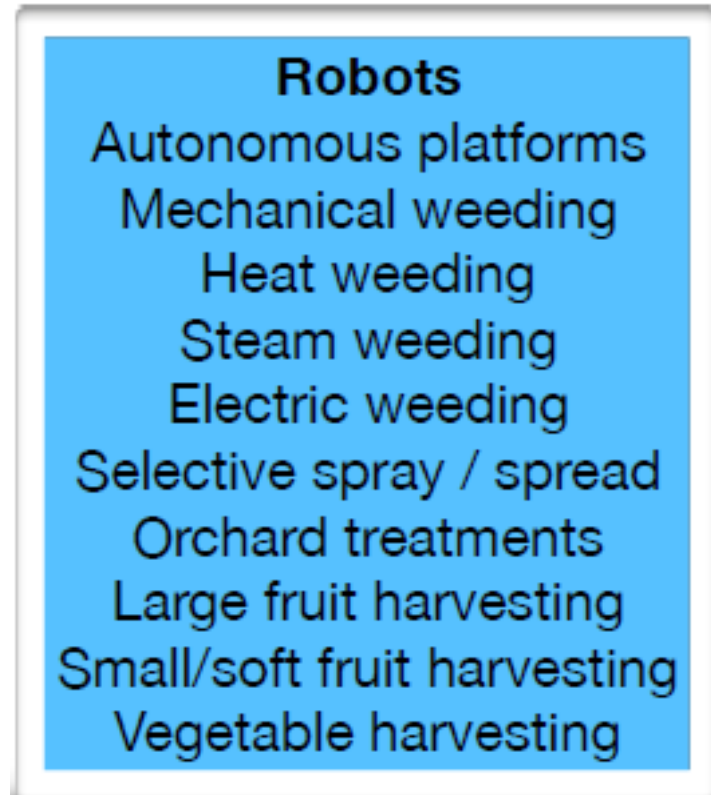 Robots
Autonomous platforms
Mechanical weeding
Heat weeding
Steam weeding
Electric weeding
Selective spray / spread
Orchard treatments
Large fruit harvesting
Small/soft fruit harvesting
Vegetable harvesting